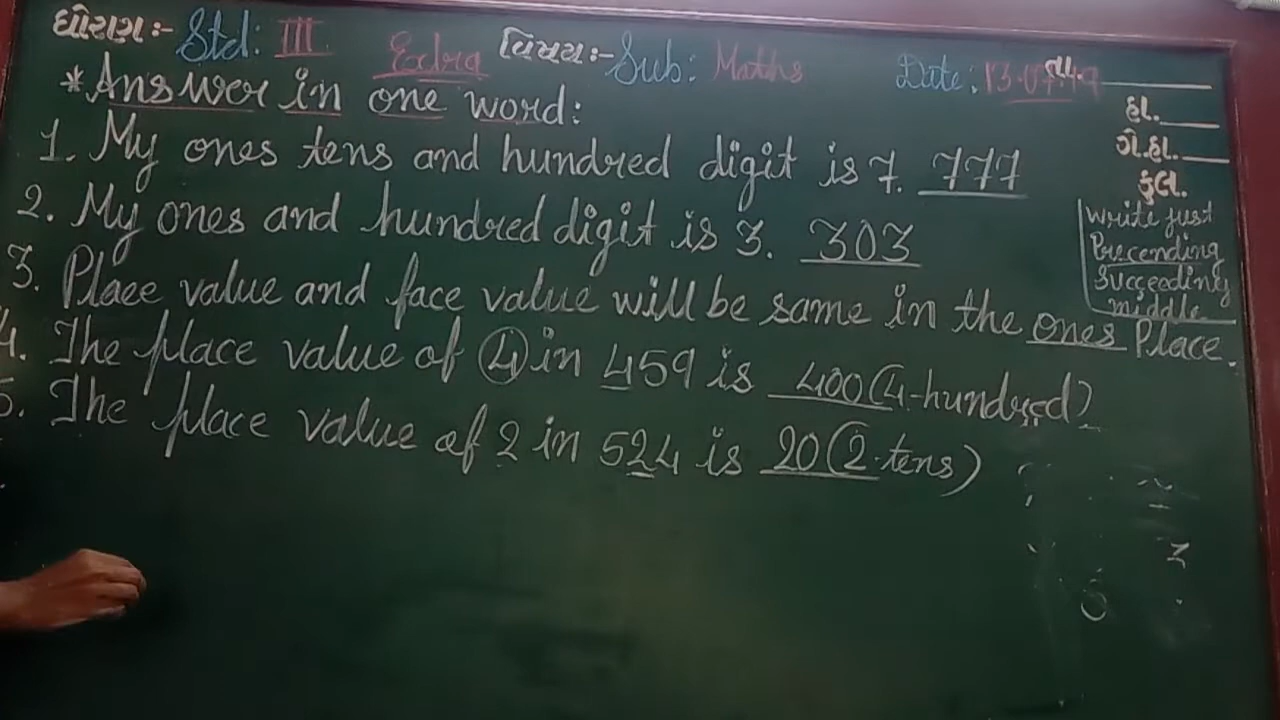 ધોરણ:- Std: III Extra વિષય:- Sub: Maths Date: 13.07.19 તા.
* Answer in one word:
હા.
1. My ones tens and hundred digit is 7. 777
ગે.હા.
કુલ.
2. My ones and hundred digit is 3. 303
Write just
Precending
Succeeding
middle
3. Place value and face value will be same in the ones Place.
4. The place value of 4 in 459 is 400 (4-hundred)
5. The place value of 2 in 524 is 20 (2-tens)